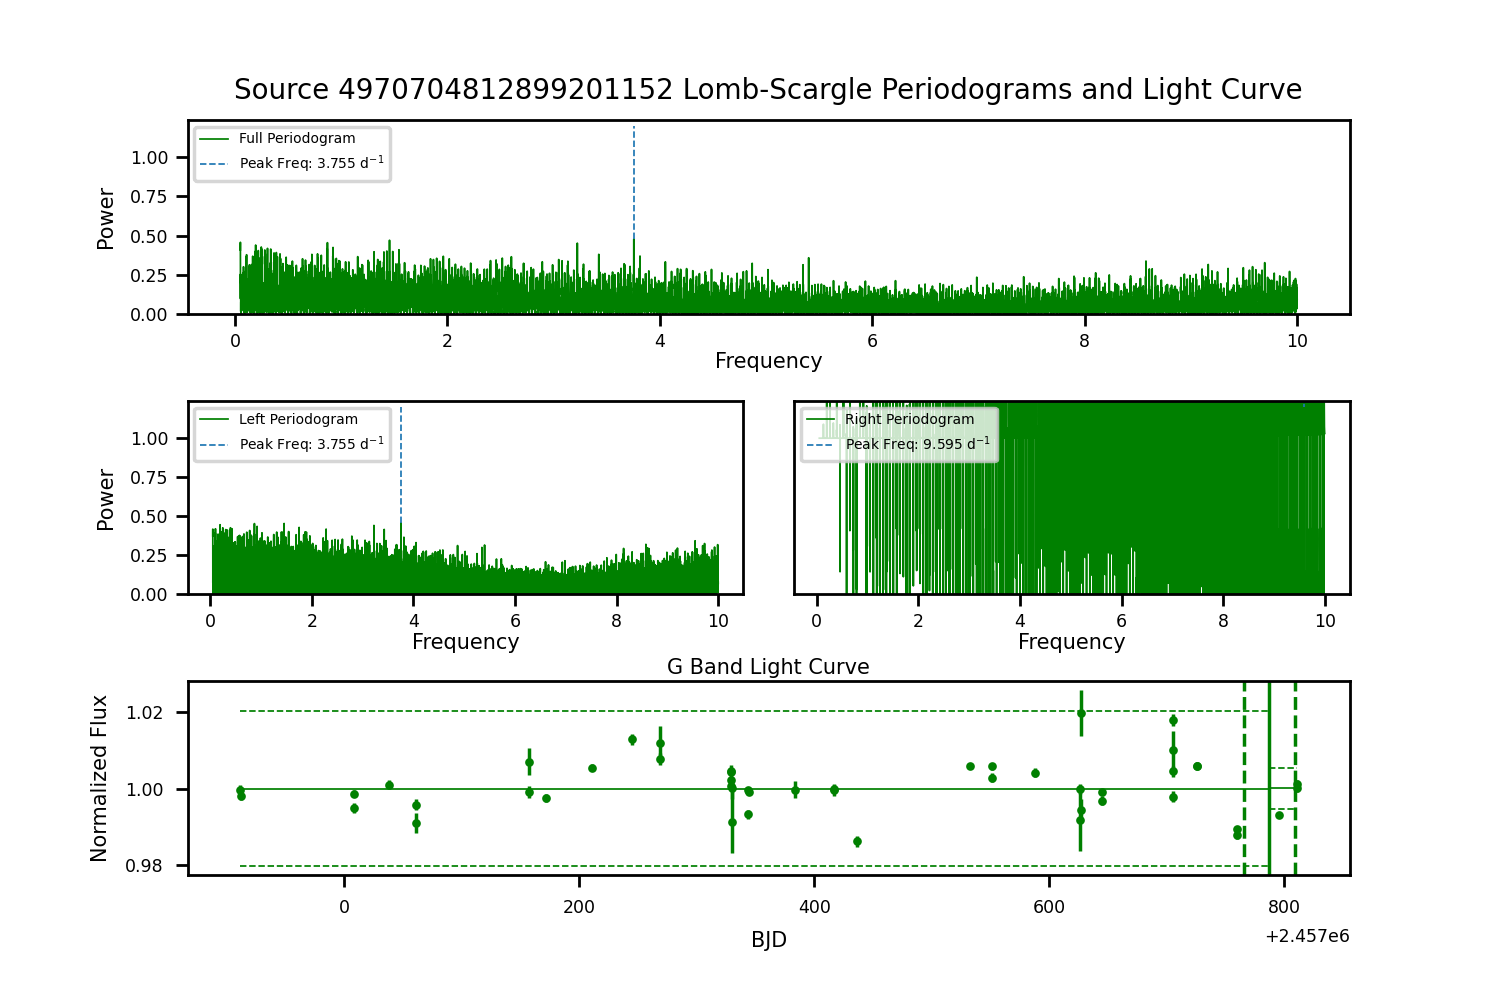 Source 4970704812899201152 Lomb-Scargle Periodograms and Light Curve
Full Periodogram
Peak Freq: 3.755 d⁻¹
1.00
0.75
0.50
0.25
0.00
Power
0 2 4 6 8 10
Frequency
Left Periodogram
Peak Freq: 3.755 d⁻¹
1.00
0.75
0.50
0.25
0.00
Power
0 2 4 6 8 10
Frequency
Right Periodogram
Peak Freq: 9.595 d⁻¹
0 2 4 6 8 10
Frequency
G Band Light Curve
1.02
1.00
0.98
Normalized Flux
0 200 400 600 800
+2.457e6
BJD